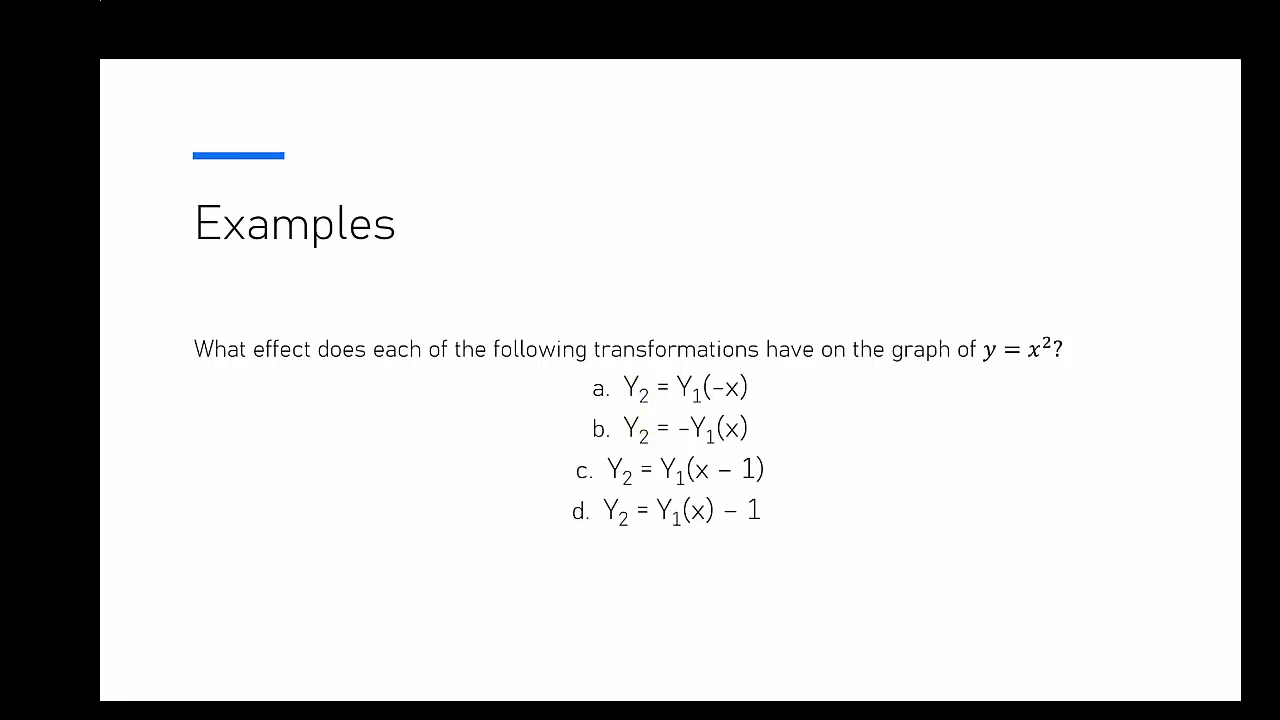 Examples
What effect does each of the following transformations have on the graph of y = x²?
a. Y₂ = Y₁(-x)
b. Y₂ = -Y₁(x)
c. Y₂ = Y₁(x – 1)
d. Y₂ = Y₁(x) – 1